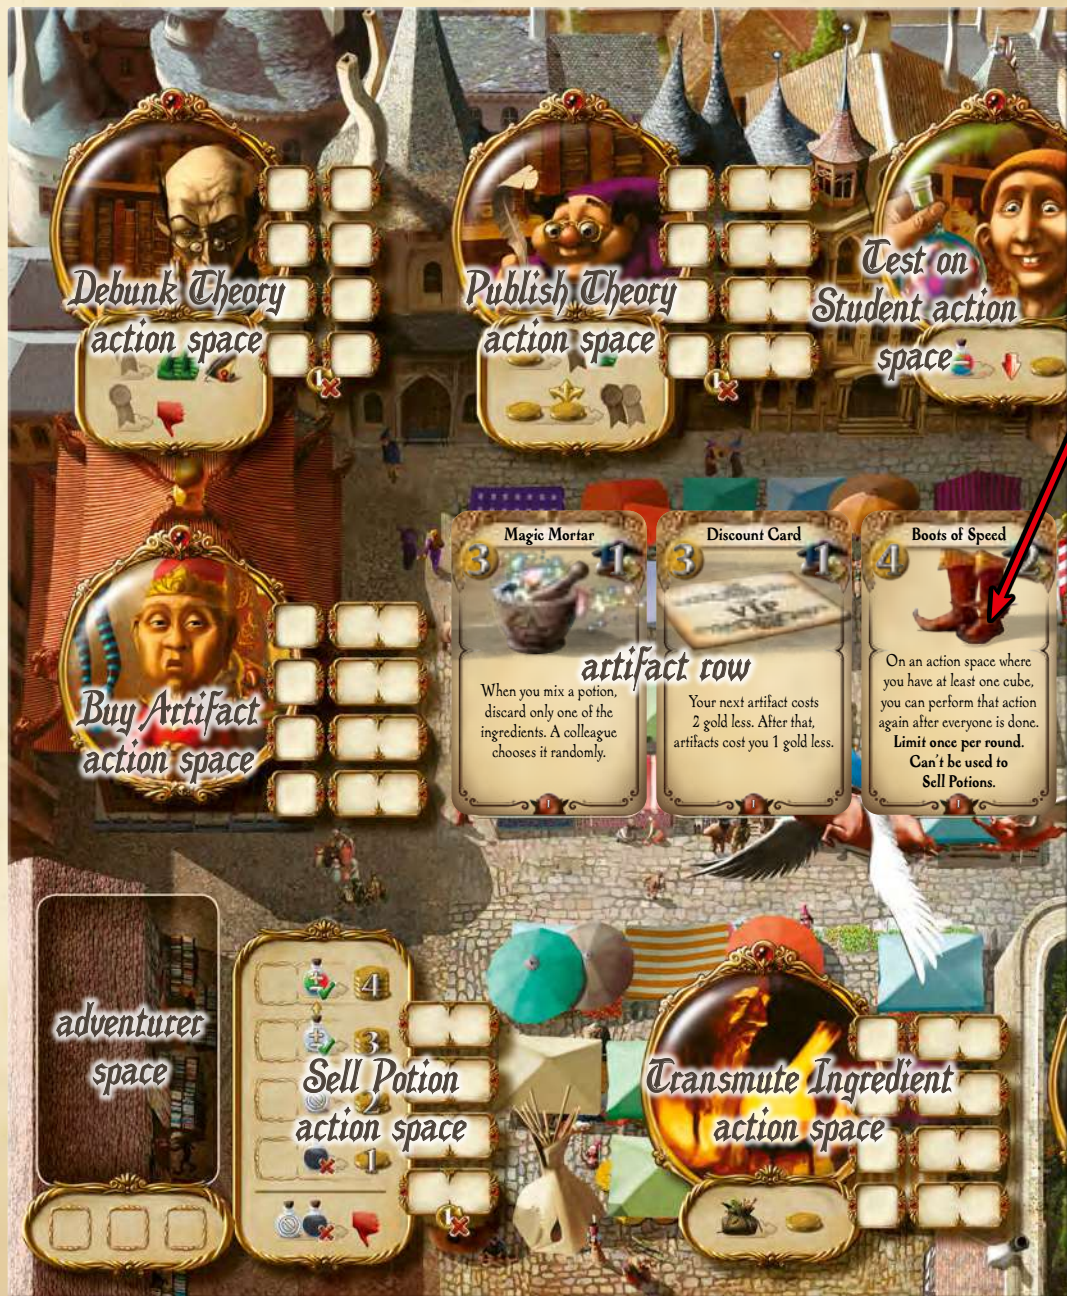 Debunk Theory
action space
Publish Theory
action space
Test on
Student action
space
Magic Mortar
3
1
When you mix a potion,
discard only one of the
ingredients. A colleague
chooses it randomly.
1
Discount Card
3
1
VIP
Your next artifact costs
2 gold less. After that,
artifacts cost you 1 gold less.
1
Boots of Speed
4
2
On an action space where
you have at least one cube,
you can perform that action
again after everyone is done.
Limit once per round.
Can't be used to
Sell Potions.
1
artifact row
Buy Artifact
action space
adventurer
space
4
3
2
1
Sell Potion
action space
Transmute Ingredient
action space